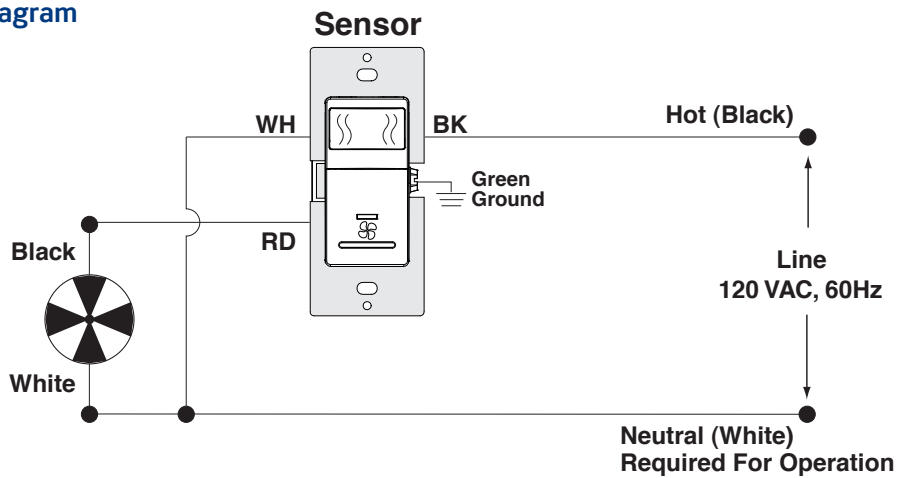 agram
Sensor
WH
BK
Hot (Black)
Green
Ground
RD
Black
Line
120 VAC, 60Hz
White
Neutral (White)
Required For Operation